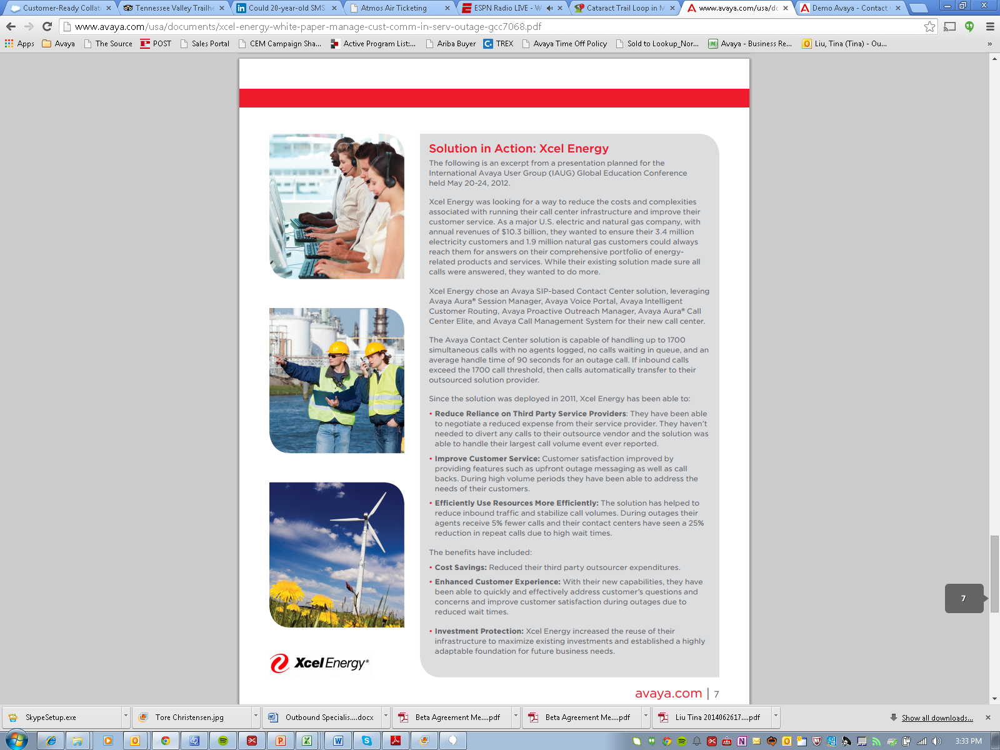 Customer-Ready Collat
Tennessee Valley Trailhe
Could 20-year-old SMS
Atmos Air Ticketing
ESPN Radio LIVE - W
Cataract Trail Loop in M
www.avaya.com/usa/do
Demo Avaya - Contact
www.avaya.com/usa/documents/xcel-energy-white-paper-manage-cust-comm-in-serv-outage-gcc7068.pdf
Apps
Avaya
The Source
POST
Sales Portal
CEM Campaign Sha...
Active Program List:...
Ariba Buyer
TREX
Avaya Time Off Policy
Sold to Lookup_Nor...
Avaya - Business Re...
Liu, Tina (Tina) - Ou...
»
Solution in Action: Xcel Energy
The following is an excerpt from a presentation planned for the
International Avaya User Group (IAUG) Global Education Conference
held May 20-24, 2012.
Xcel Energy was looking for a way to reduce the costs and complexities
associated with running their call center infrastructure and improve their
customer service. As a major U.S. electric and natural gas company, with
annual revenues of $10.3 billion, they wanted to ensure their 3.4 million
electricity customers and 1.9 million natural gas customers could always
reach them for answers on their comprehensive portfolio of energy-
related products and services. While their existing solution made sure all
calls were answered, they wanted to do more.
Xcel Energy chose an Avaya SIP-based Contact Center solution, leveraging
Avaya Aura® Session Manager, Avaya Voice Portal, Avaya Intelligent
Customer Routing, Avaya Proactive Outreach Manager, Avaya Aura® Call
Center Elite, and Avaya Call Management System for their new call center.
The Avaya Contact Center solution is capable of handling up to 1700
simultaneous calls with no agents logged, no calls waiting in queue, and an
average handle time of 90 seconds for an outage call. If inbound calls
exceed the 1700 call threshold, then calls automatically transfer to their
outsourced solution provider.
Since the solution was deployed in 2011, Xcel Energy has been able to:
• Reduce Reliance on Third Party Service Providers: They have been able
to negotiate a reduced expense from their service provider. They haven't
needed to divert any calls to their outsource vendor and the solution was
able to handle their largest call volume event ever reported.
• Improve Customer Service: Customer satisfaction improved by
providing features such as upfront outage messaging as well as call
backs. During high volume periods they have been able to address the
needs of their customers.
• Efficiently Use Resources More Efficiently: The solution has helped to
reduce inbound traffic and stabilize call volumes. During outages their
agents receive 5% fewer calls and their contact centers have seen a 25%
reduction in repeat calls due to high wait times.
The benefits have included:
• Cost Savings: Reduced their third party outsourcer expenditures.
• Enhanced Customer Experience: With their new capabilities, they have
been able to quickly and effectively address customer's questions and
concerns and improve customer satisfaction during outages due to
reduced wait times.
• Investment Protection: Xcel Energy increased the reuse of their
infrastructure to maximize existing investments and established a highly
adaptable foundation for future business needs.
Xcel Energy®
avaya.com | 7
7
SkypeSetup.exe
Tore Christensen.jpg
Outbound Specialis....docx
Beta Agreement Me....pdf
Beta Agreement Me....pdf
Liu Tina 2014062617....pdf
Show all downloads...
3:33 PM